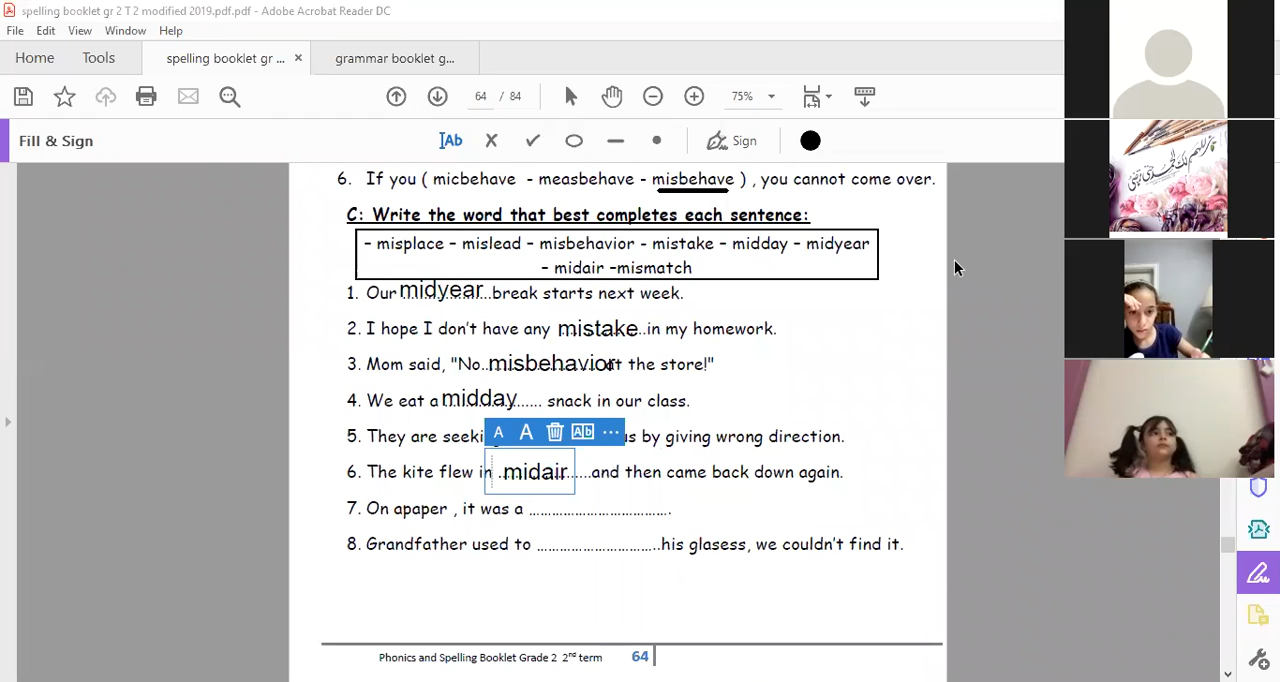 spelling booklet gr 2 T 2 modified 2019.pdf.pdf - Adobe Acrobat Reader DC
File Edit View Window Help
Home Tools spelling booklet gr ... × grammar booklet g...
64 / 84 75%
Fill & Sign Ab Sign
6. If you ( micbehave - measbehave - misbehave ) , you cannot come over.
C: Write the word that best completes each sentence:
- misplace - mislead - misbehavior - mistake - midday - midyear
- midair -mismatch
1. Our midyear break starts next week.
2. I hope I don't have any mistake in my homework.
3. Mom said, "No misbehavior at the store!"
4. We eat a midday snack in our class.
A A Ab ...
5. They are seeki us by giving wrong direction.
6. The kite flew in midair and then came back down again.
7. On apaper , it was a ……………………………….
8. Grandfather used to …………………………..his glasess, we couldn't find it.
Phonics and Spelling Booklet Grade 2 2nd term 64